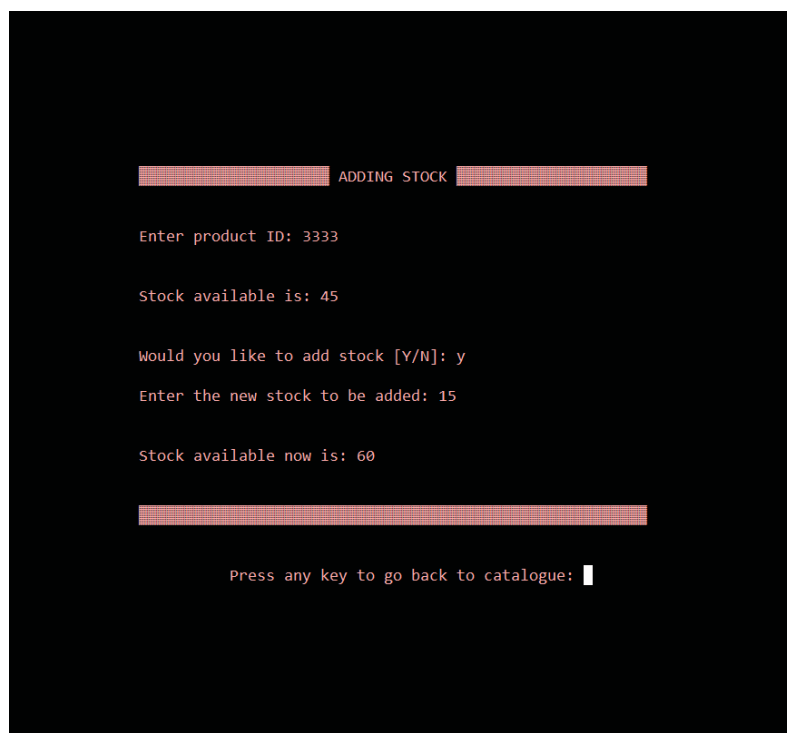 ADDING STOCK
Enter product ID: 3333
Stock available is: 45
Would you like to add stock [Y/N]: y
Enter the new stock to be added: 15
Stock available now is: 60
Press any key to go back to catalogue: